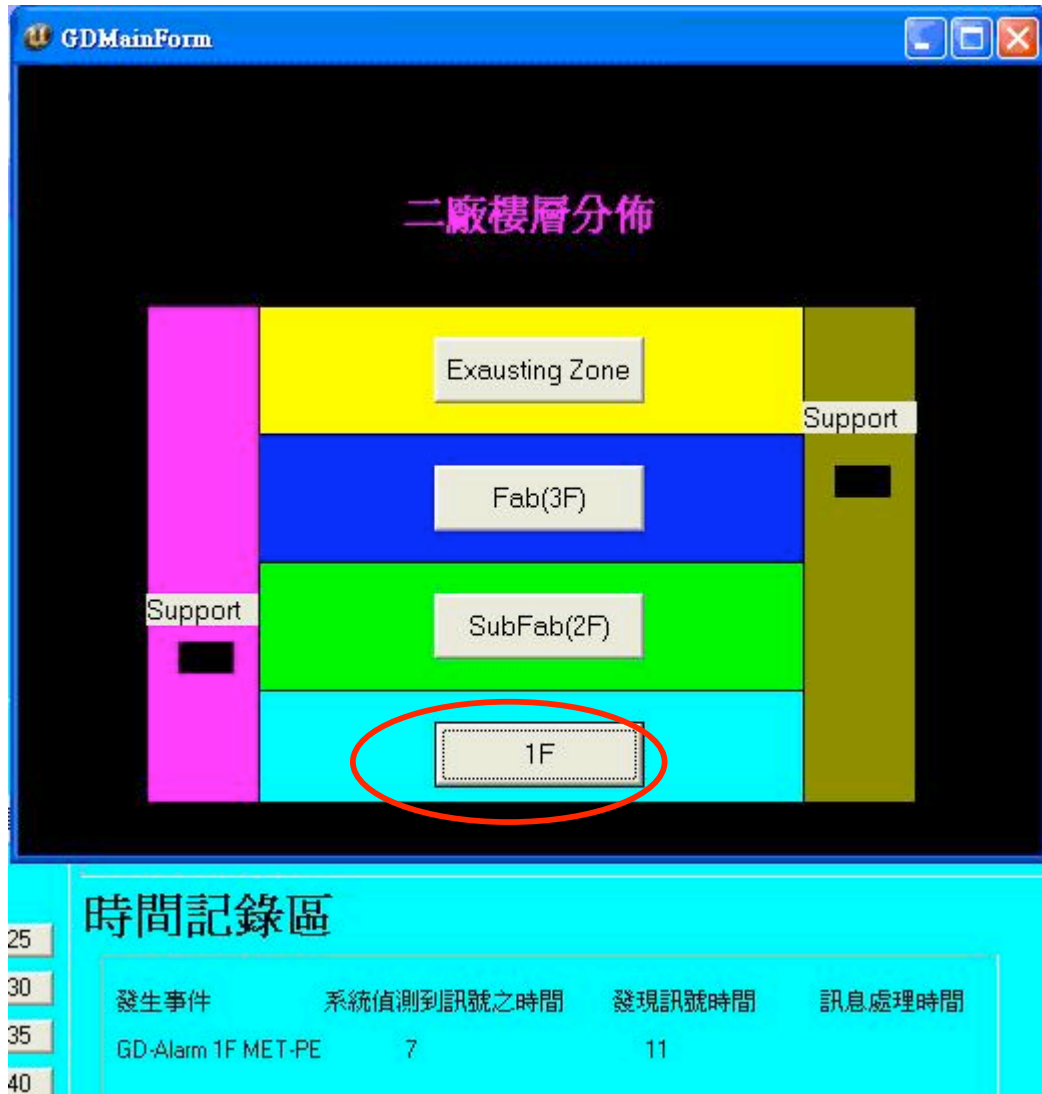 GDMainForm
二廠樓層分佈
Exausting Zone
Support
Fab(3F)
Support
SubFab(2F)
1F
時間記錄區
25
30
35
40
發生事件 系統偵測到訊號之時間 發現訊號時間 訊息處理時間
GD-Alarm 1F MET-PE 7 11